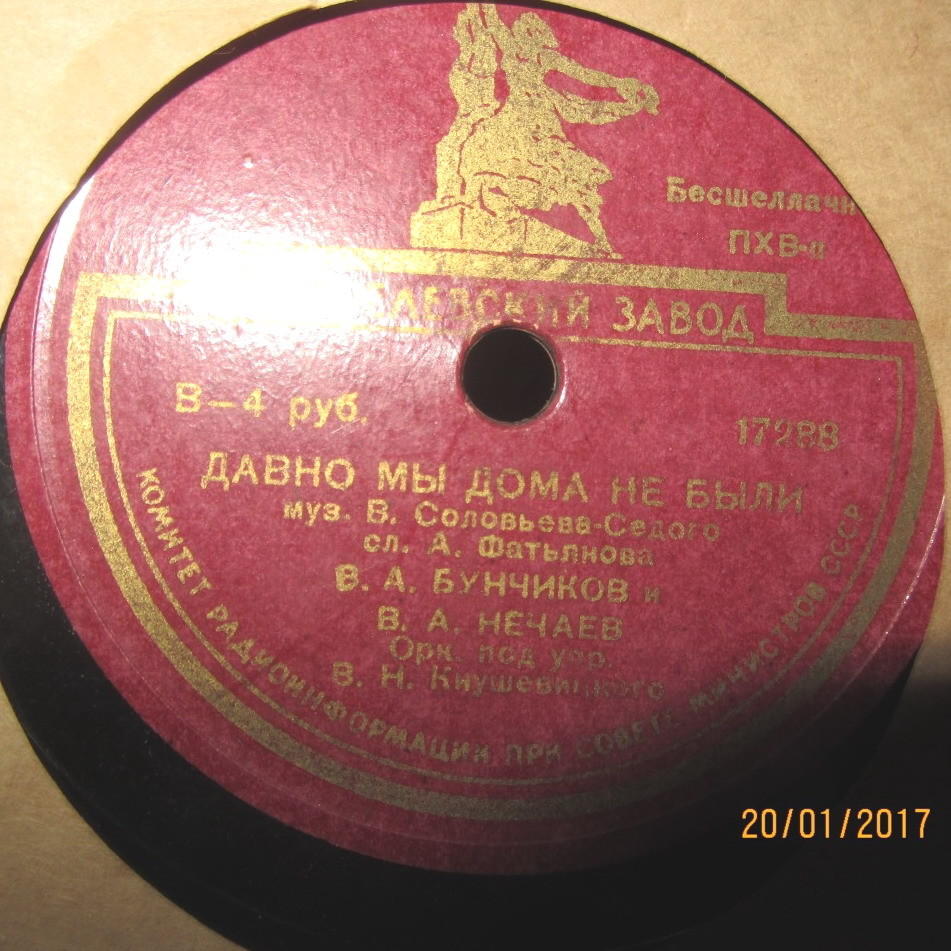 Бесшеллачн
ПХВ-а
ЗАВОД
В-4 руб.
17288
ДАВНО МЫ ДОМА НЕ БЫЛИ
муз. В. Соловьева-Седого
сл. А. Фатьянова
В. А. БУНЧИКОВ и
В. А. НЕЧАЕВ
Орк. под упр.
В. Н. Кнушевицкого
КОМИТЕТ РАДИОИНФОРМАЦИИ ПРИ СОВЕТЕ МИНИСТРОВ СССР
20/01/2017